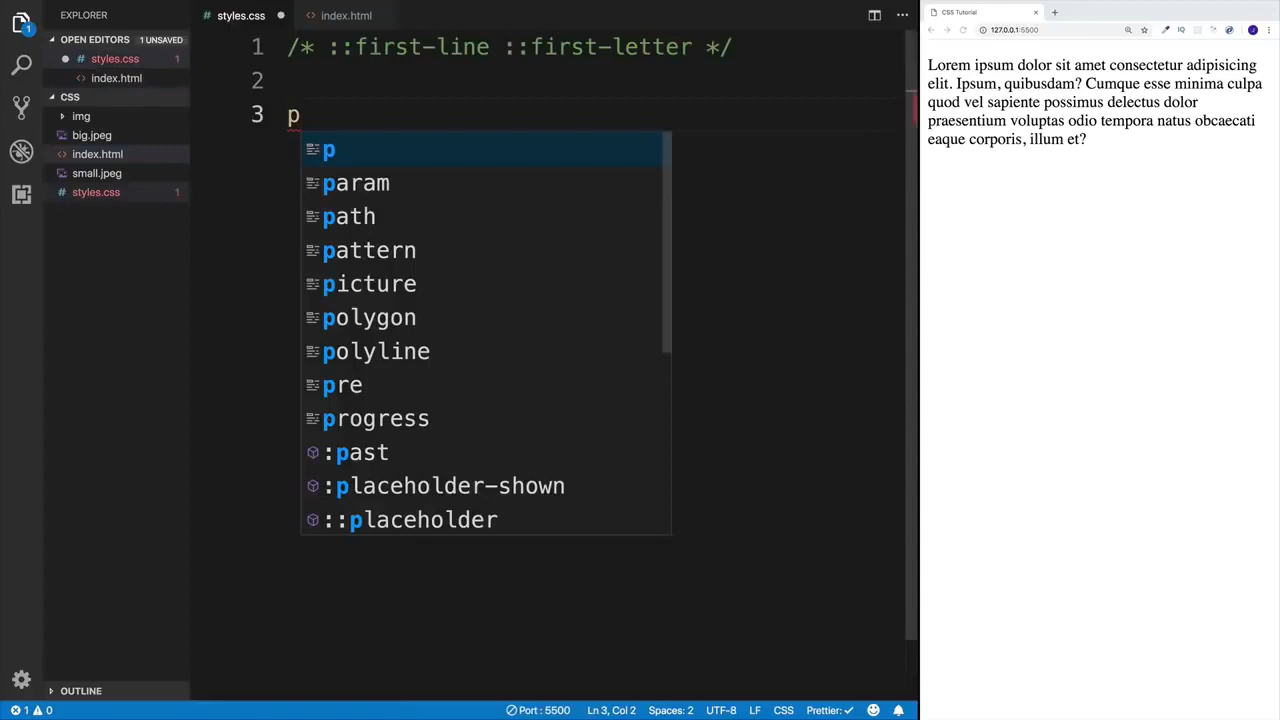 EXPLORER
OPEN EDITORS 1 UNSAVED
# styles.css 1
<> index.html
CSS
img
big.jpeg
<> index.html
small.jpeg
# styles.css 1
OUTLINE
1
# styles.css
<> index.html
1 /* ::first-line ::first-letter */
2
3 p
p
param
path
pattern
picture
polygon
polyline
pre
progress
:past
:placeholder-shown
::placeholder
1 0
Port : 5500
Ln 3, Col 2
Spaces: 2
UTF-8
LF
CSS
Prettier: ✓
CSS Tutorial
127.0.0.1:5500
IQ
J
Lorem ipsum dolor sit amet consectetur adipisicing
elit. Ipsum, quibusdam? Cumque esse minima culpa
quod vel sapiente possimus delectus dolor
praesentium voluptas odio tempora natus obcaecati
eaque corporis, illum et?